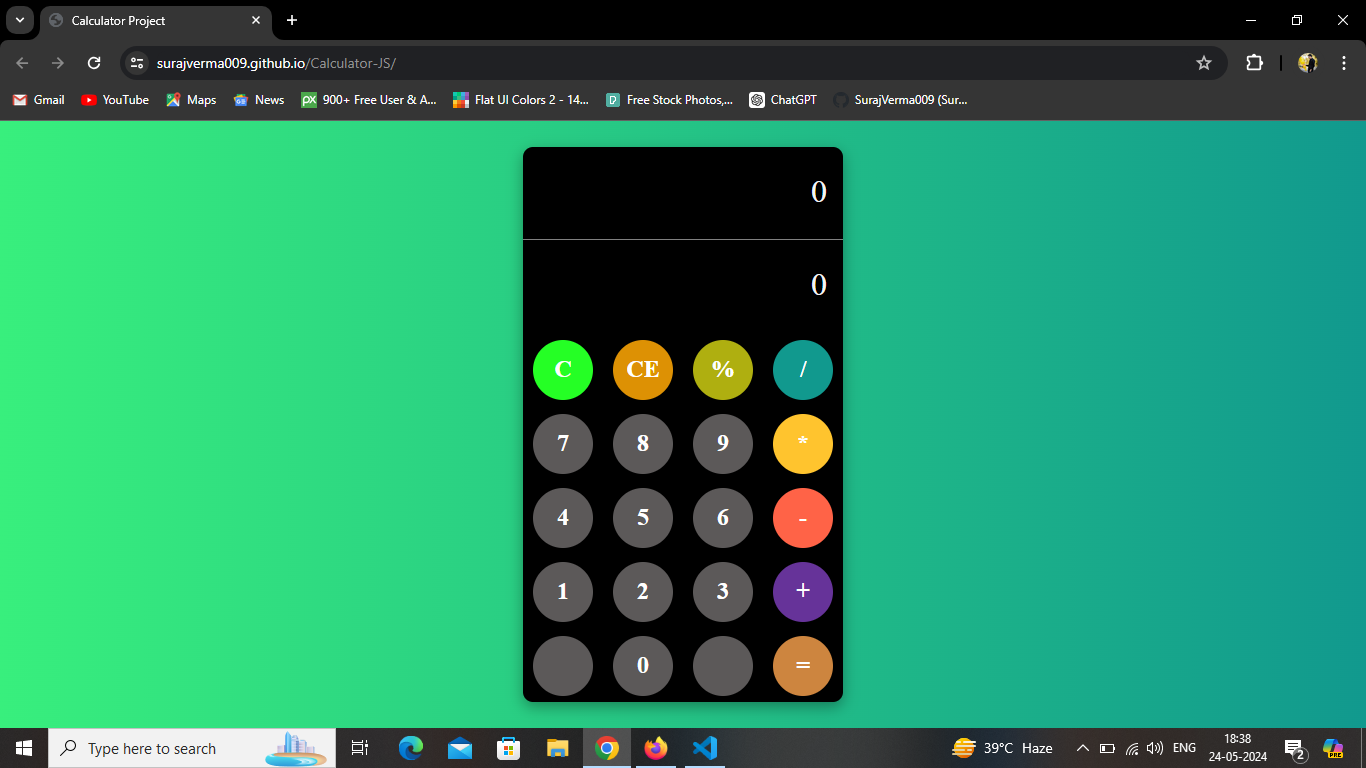 Calculator Project
surajverma009.github.io/Calculator-JS/
Gmail YouTube Maps News 900+ Free User & A... Flat UI Colors 2 - 14... Free Stock Photos,... ChatGPT SurajVerma009 (Sur...
0
0
C CE % /
7 8 9 *
4 5 6 -
1 2 3 +
0 =
Type here to search 39°C Haze ENG 18:38
24-05-2024 2